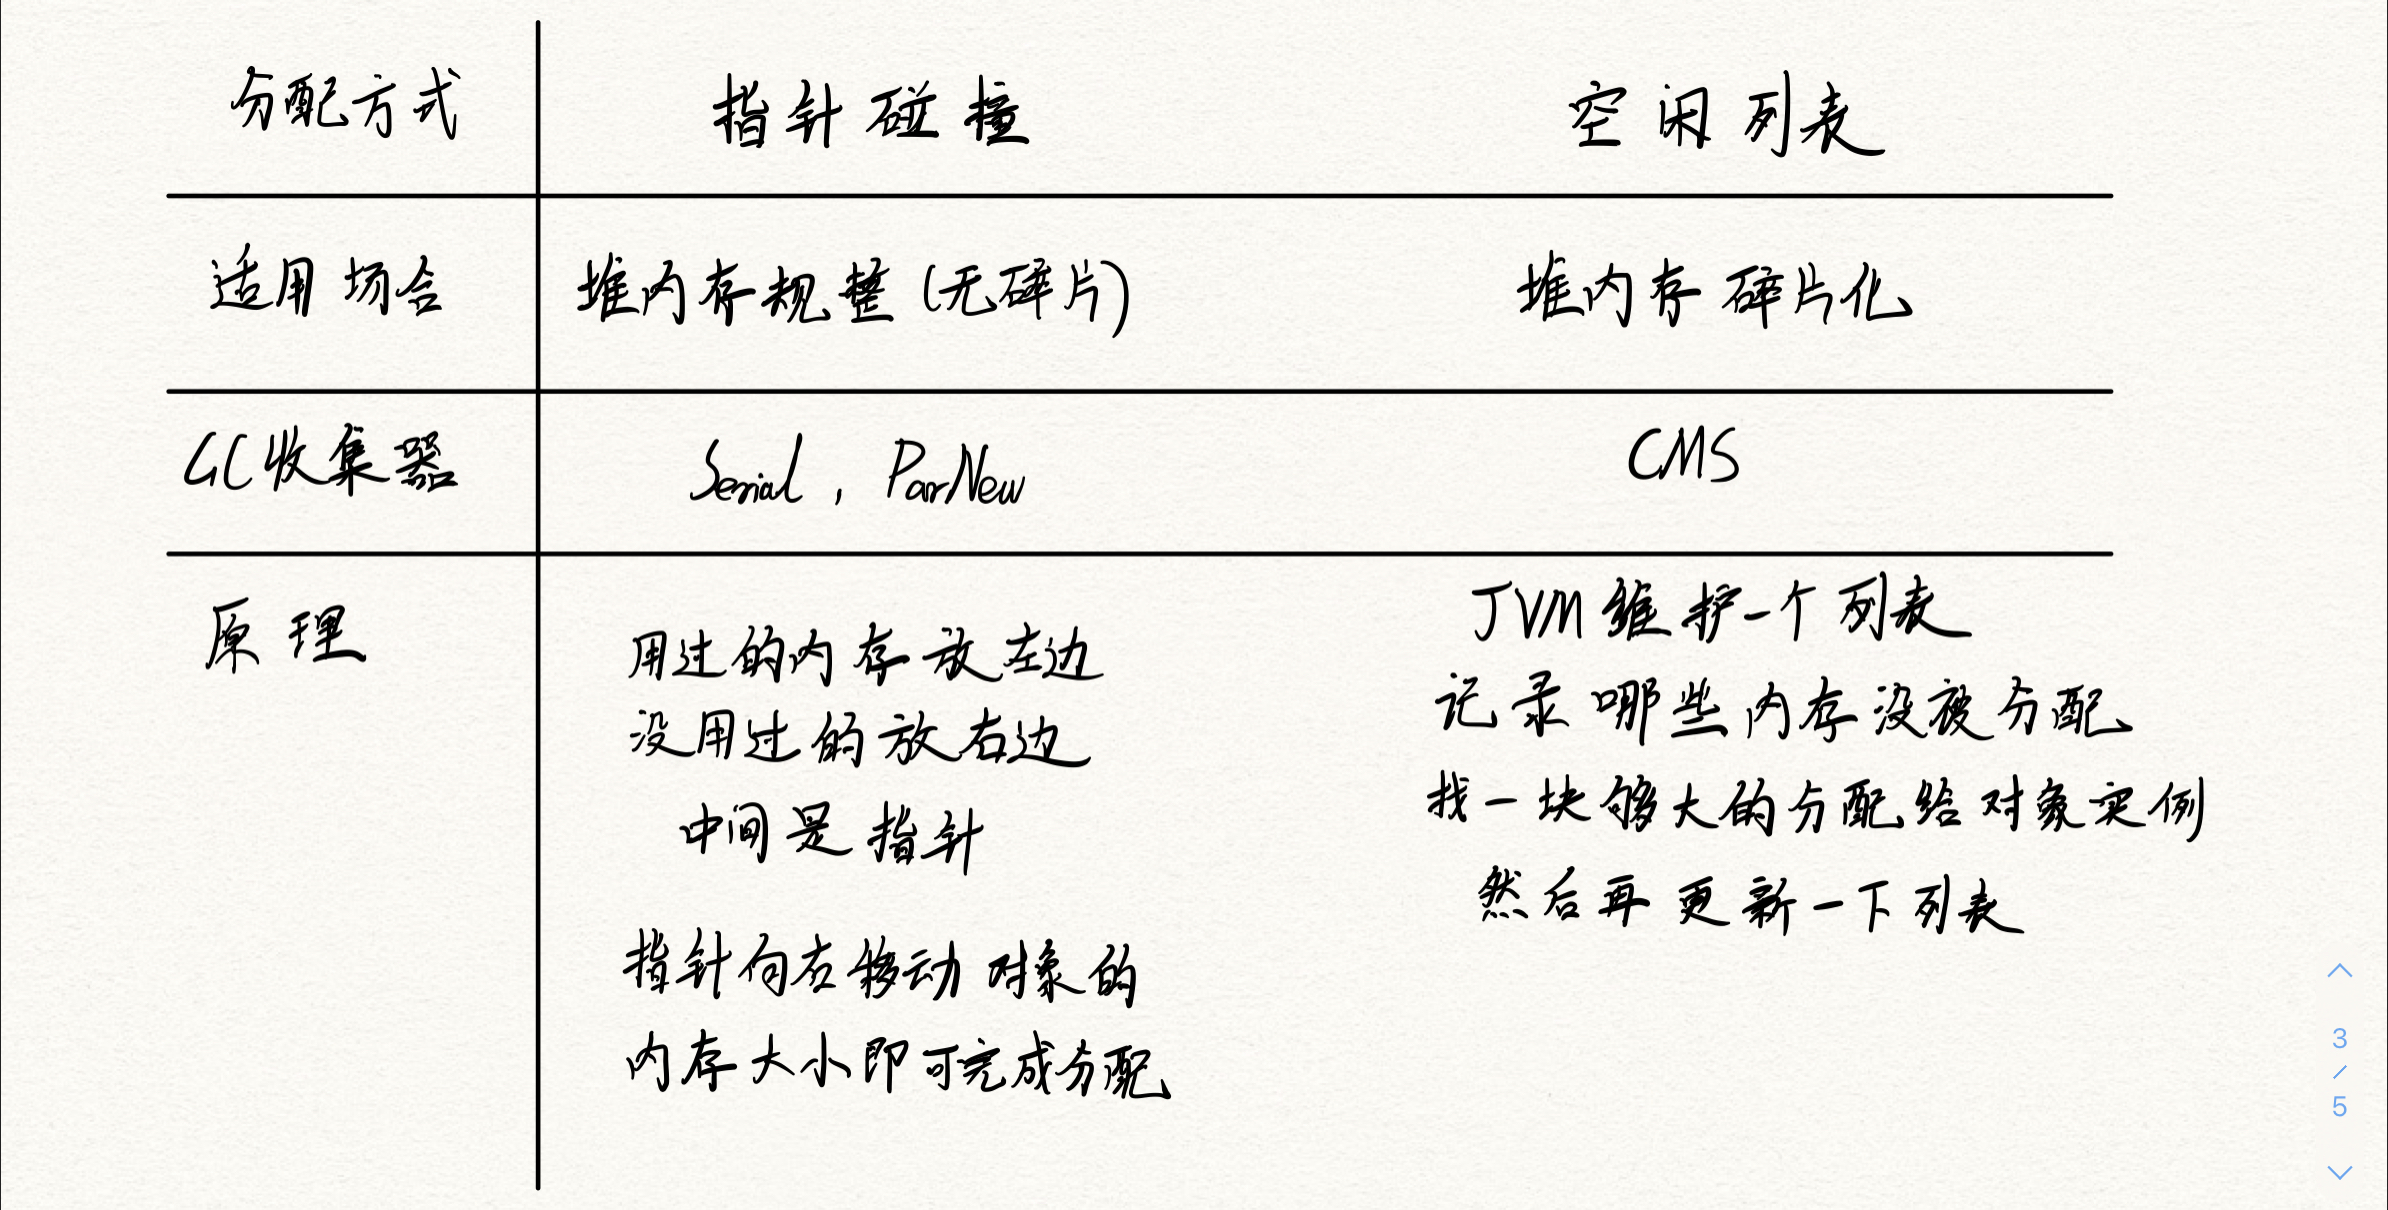 分配方式 指针碰撞 空闲列表
适用场合 堆内存规整(无碎片) 堆内存碎片化
GC收集器 Serial, ParNew CMS
原理
用过的内存放左边
没用过的放右边
中间是指针
指针向右移动对象的
内存大小即可完成分配
JVM维护一个列表
记录哪些内存没被分配
找一块够大的分配给对象实例
然后再更新一下列表
3
/
5